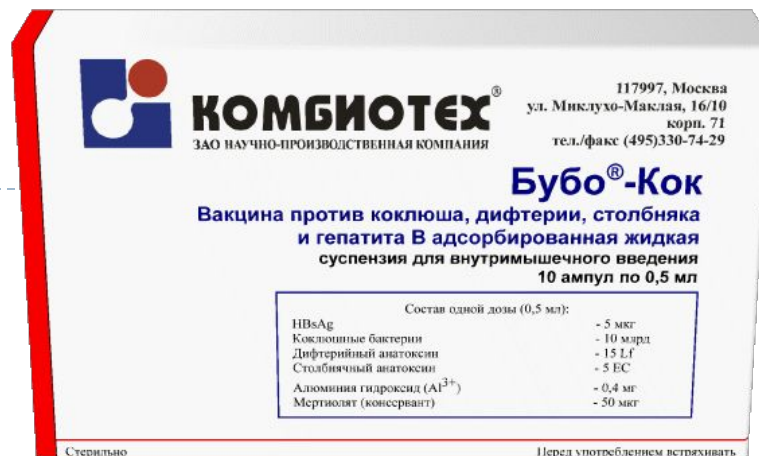 КОМБИОТЕХ®
ЗАО НАУЧНО-ПРОИЗВОДСТВЕННАЯ КОМПАНИЯ
117997, Москва
ул. Миклухо-Маклая, 16/10
корп. 71
тел./факс (495)330-74-29
Бубо®-Кок
Вакцина против коклюша, дифтерии, столбняка
и гепатита В адсорбированная жидкая
суспензия для внутримышечного введения
10 ампул по 0,5 мл
Состав одной дозы (0,5 мл):
HBsAg - 5 мкг
Коклюшные бактерии - 10 млрд
Дифтерийный анатоксин - 15 Lf
Столбнячный анатоксин - 5 ЕС
Алюминия гидроксид (Al³⁺) - 0,4 мг
Мертиолят (консервант) - 50 мкг
Стерильно Перед употреблением встряхивать